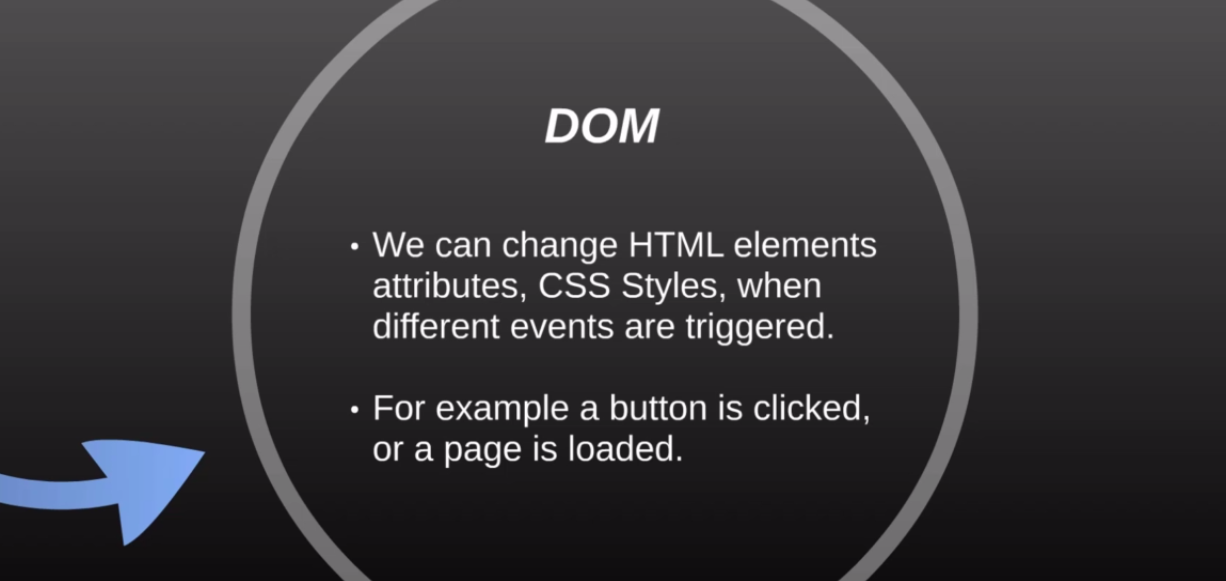 DOM
• We can change HTML elements
attributes, CSS Styles, when
different events are triggered.
• For example a button is clicked,
or a page is loaded.